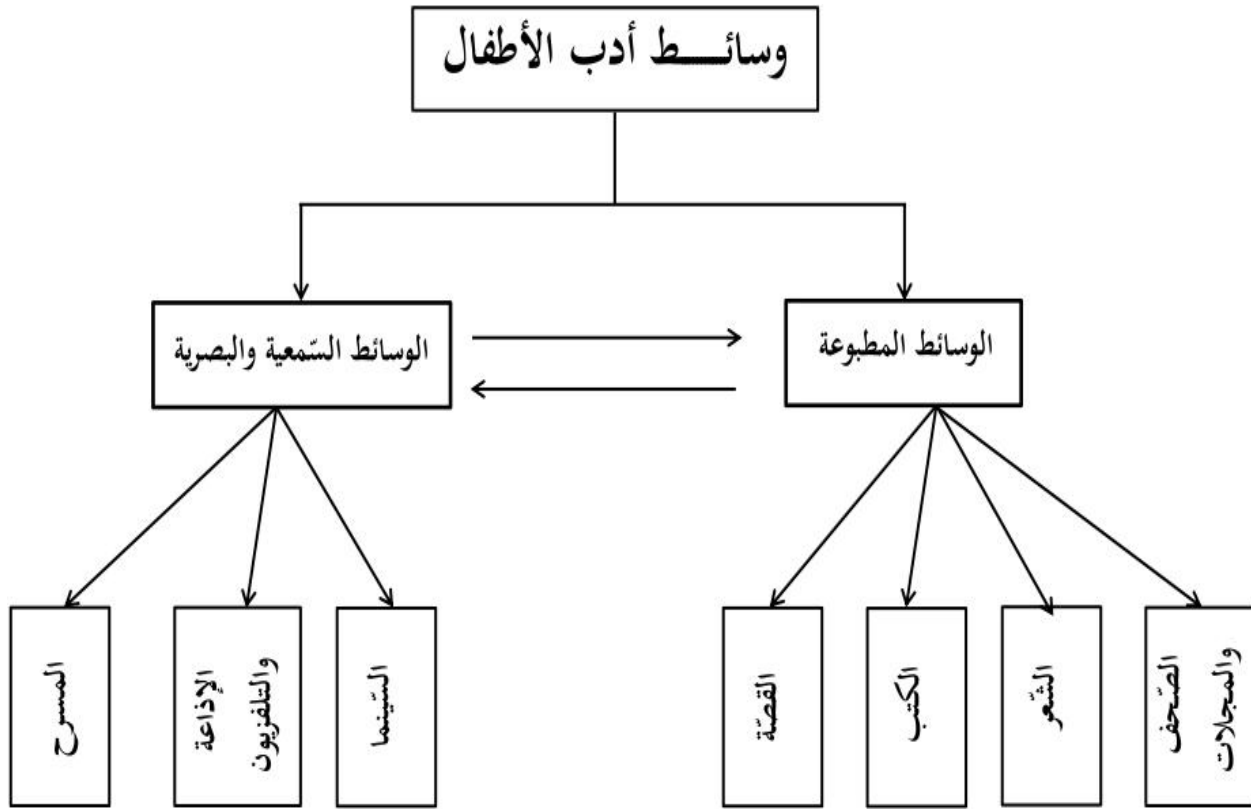 وسائــــط أدب الأطفال
الوسائط المطبوعة
الوسائط السّمعية والبصرية
الصّحف
والمجلات
الشّعر
الكتب
القصّة
السّينما
الإذاعة
والتلفزيون
المسرح